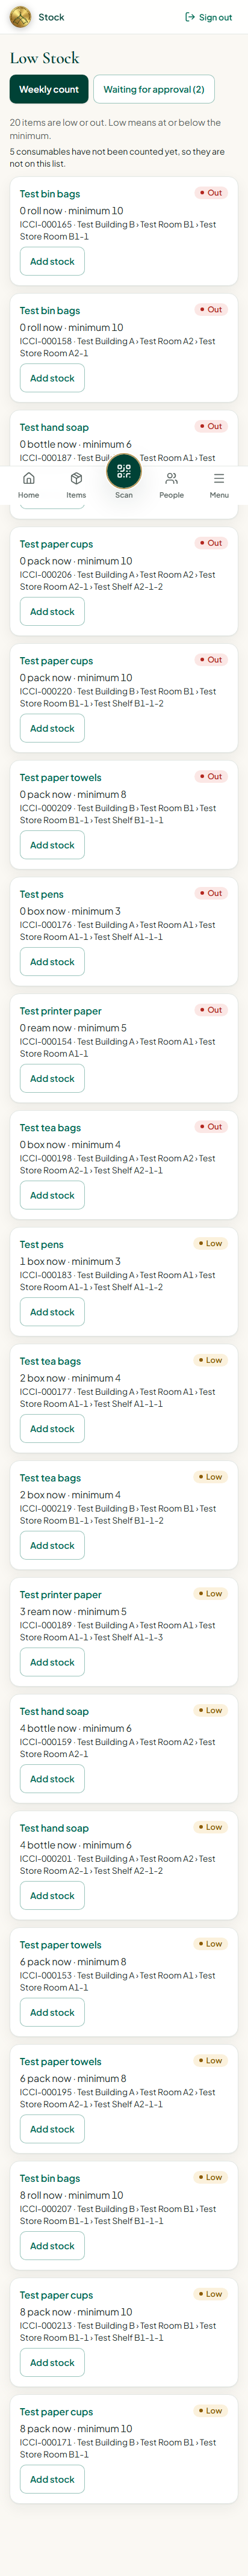 Stock
Sign out
Low Stock
Weekly count
Waiting for approval (2)
20 items are low or out. Low means at or below the
minimum.
5 consumables have not been counted yet, so they are
not on this list.
Test bin bags
Out
0 roll now · minimum 10
ICCI-000165 · Test Building B › Test Room B1 › Test
Store Room B1-1
Add stock
Test bin bags
Out
0 roll now · minimum 10
ICCI-000158 · Test Building A › Test Room A2 › Test
Store Room A2-1
Add stock
Test hand soap
Out
0 bottle now · minimum 6
ICCI-000187 · Test
A1 › Test
Home
Items
Scan
People
Menu
Test paper cups
Out
0 pack now · minimum 10
ICCI-000206 · Test Building A › Test Room A2 › Test
Store Room A2-1 › Test Shelf A2-1-2
Add stock
Test paper cups
Out
0 pack now · minimum 10
ICCI-000220 · Test Building B › Test Room B1 › Test
Store Room B1-1 › Test Shelf B1-1-2
Add stock
Test paper towels
Out
0 pack now · minimum 8
ICCI-000209 · Test Building B › Test Room B1 › Test
Store Room B1-1 › Test Shelf B1-1-1
Add stock
Test pens
Out
0 box now · minimum 3
ICCI-000176 · Test Building A › Test Room A1 › Test
Store Room A1-1 › Test Shelf A1-1-1
Add stock
Test printer paper
Out
0 ream now · minimum 5
ICCI-000154 · Test Building A › Test Room A1 › Test
Store Room A1-1
Add stock
Test tea bags
Out
0 box now · minimum 4
ICCI-000198 · Test Building A › Test Room A2 › Test
Store Room A2-1 › Test Shelf A2-1-1
Add stock
Test pens
Low
1 box now · minimum 3
ICCI-000183 · Test Building A › Test Room A1 › Test
Store Room A1-1 › Test Shelf A1-1-2
Add stock
Test tea bags
Low
2 box now · minimum 4
ICCI-000177 · Test Building A › Test Room A1 › Test
Store Room A1-1 › Test Shelf A1-1-1
Add stock
Test tea bags
Low
2 box now · minimum 4
ICCI-000219 · Test Building B › Test Room B1 › Test
Store Room B1-1 › Test Shelf B1-1-2
Add stock
Test printer paper
Low
3 ream now · minimum 5
ICCI-000189 · Test Building A › Test Room A1 › Test
Store Room A1-1 › Test Shelf A1-1-3
Add stock
Test hand soap
Low
4 bottle now · minimum 6
ICCI-000159 · Test Building A › Test Room A2 › Test
Store Room A2-1
Add stock
Test hand soap
Low
4 bottle now · minimum 6
ICCI-000201 · Test Building A › Test Room A2 › Test
Store Room A2-1 › Test Shelf A2-1-2
Add stock
Test paper towels
Low
6 pack now · minimum 8
ICCI-000153 · Test Building A › Test Room A1 › Test
Store Room A1-1
Add stock
Test paper towels
Low
6 pack now · minimum 8
ICCI-000195 · Test Building A › Test Room A2 › Test
Store Room A2-1 › Test Shelf A2-1-1
Add stock
Test bin bags
Low
8 roll now · minimum 10
ICCI-000207 · Test Building B › Test Room B1 › Test
Store Room B1-1 › Test Shelf B1-1-1
Add stock
Test paper cups
Low
8 pack now · minimum 10
ICCI-000213 · Test Building B › Test Room B1 › Test
Store Room B1-1 › Test Shelf B1-1-1
Add stock
Test paper cups
Low
8 pack now · minimum 10
ICCI-000171 · Test Building B › Test Room B1 › Test
Store Room B1-1
Add stock